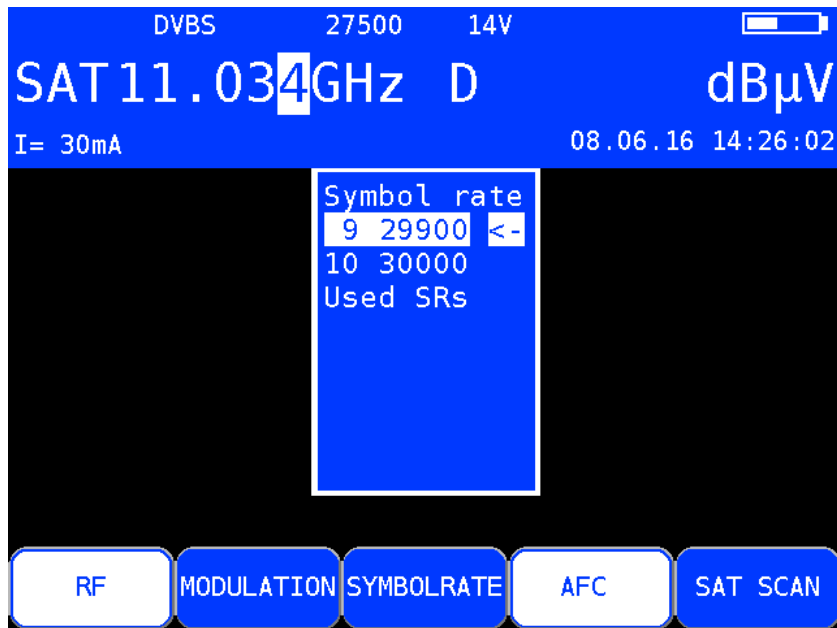 DVBS 27500 14V
SAT 11.034GHz D dBµV
I= 30mA 08.06.16 14:26:02
Symbol rate
9 29900 <-
10 30000
Used SRs
RF MODULATION SYMBOLRATE AFC SAT SCAN